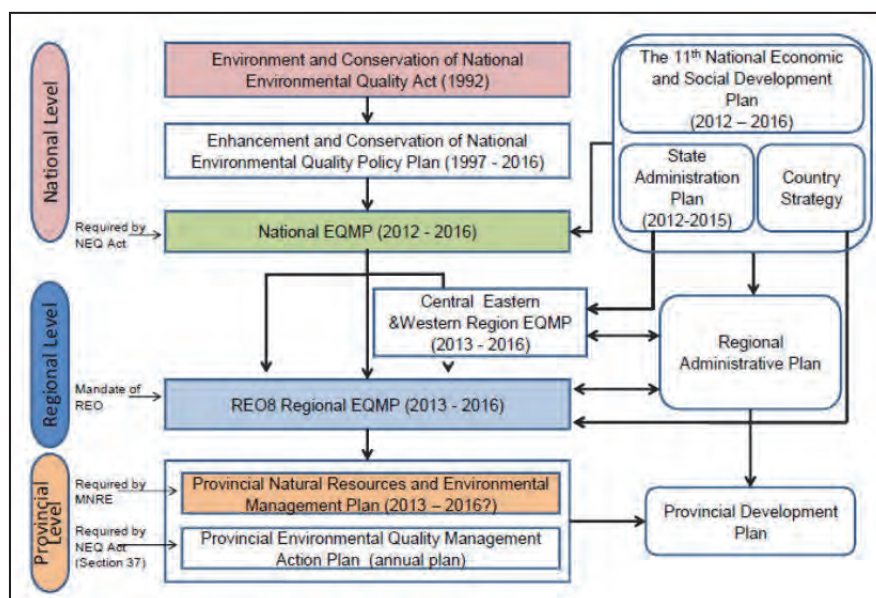 National Level
Environment and Conservation of National
Environmental Quality Act (1992)
Enhancement and Conservation of National
Environmental Quality Policy Plan (1997 - 2016)
Required by
NEQ Act
National EQMP (2012 - 2016)
The 11th National Economic
and Social Development
Plan
(2012 – 2016)
State
Administration
Plan
(2012-2015)
Country
Strategy
Regional Level
Central Eastern
&Western Region EQMP
(2013 - 2016)
Regional
Administrative Plan
Mandate of
REO
REO8 Regional EQMP (2013 - 2016)
Provincial
Level
Required by
MNRE
Provincial Natural Resources and Environmental
Management Plan (2013 – 2016?)
Required by
NEQ Act
(Section 37)
Provincial Environmental Quality Management
Action Plan (annual plan)
Provincial Development
Plan